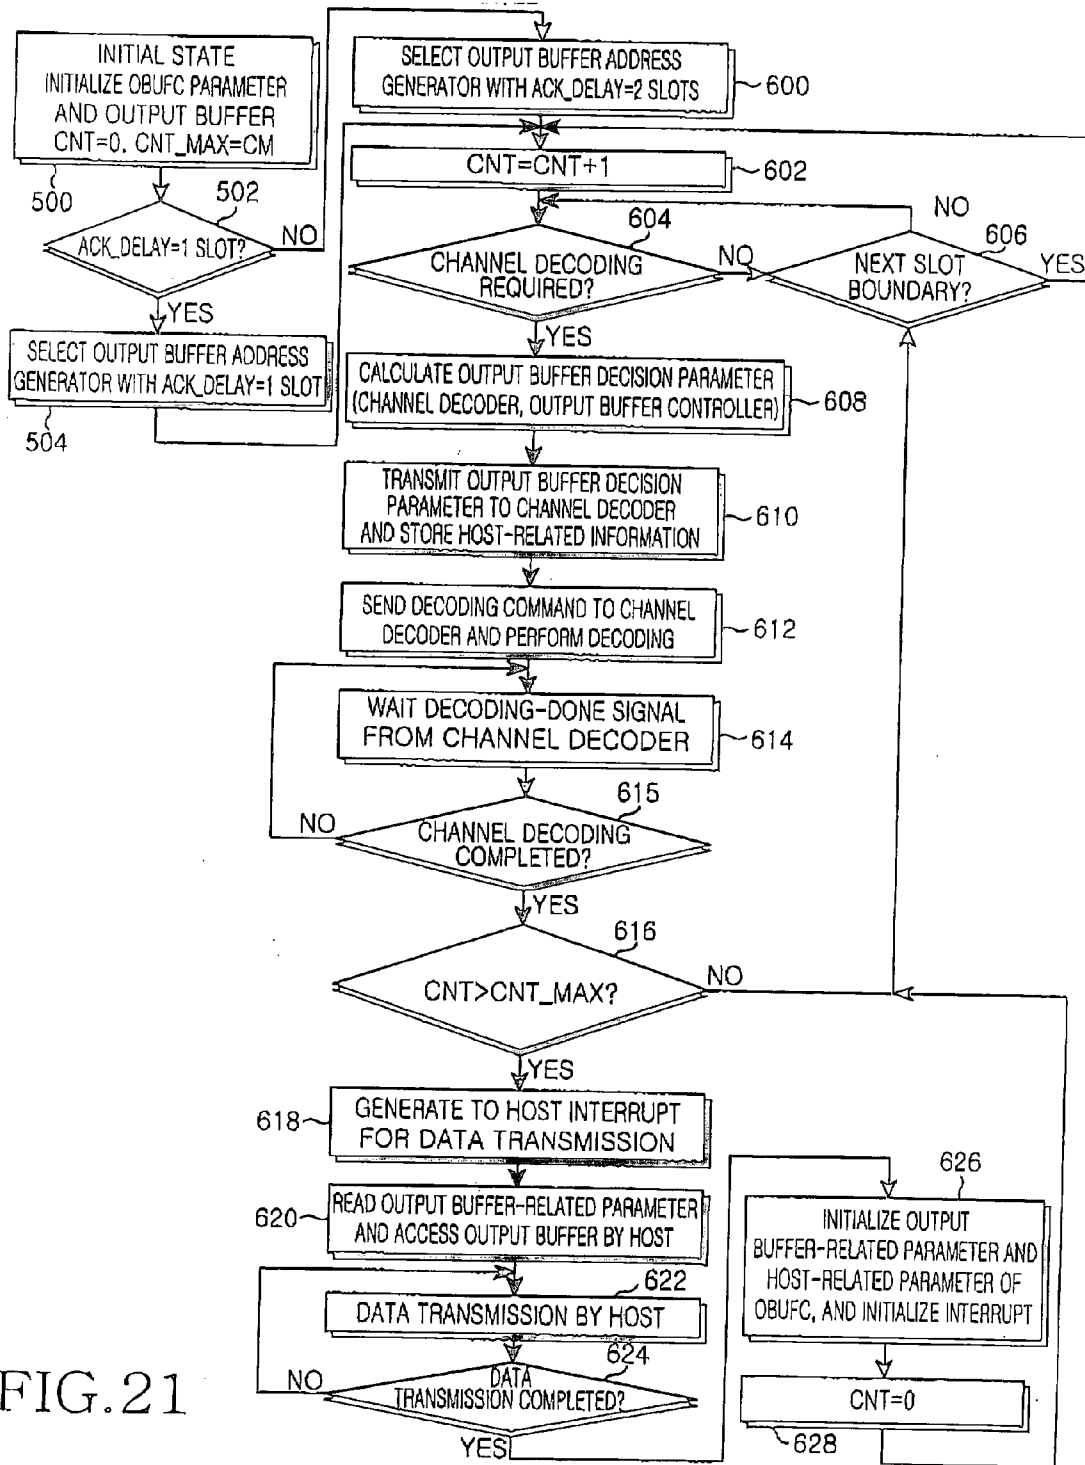 INITIAL STATE
INITIALIZE OBUFC PARAMETER
AND OUTPUT BUFFER
CNT=0. CNT_MAX=CM
500
502
ACK_DELAY=1 SLOT?
NO
YES
SELECT OUTPUT BUFFER ADDRESS
GENERATOR WITH ACK_DELAY=1 SLOT
504
SELECT OUTPUT BUFFER ADDRESS
GENERATOR WITH ACK_DELAY=2 SLOTS
600
CNT=CNT+1
602
604
CHANNEL DECODING
REQUIRED?
NO
YES
NO
606
NEXT SLOT
BOUNDARY?
YES
CALCULATE OUTPUT BUFFER DECISION PARAMETER
(CHANNEL DECODER, OUTPUT BUFFER CONTROLLER)
608
TRANSMIT OUTPUT BUFFER DECISION
PARAMETER TO CHANNEL DECODER
AND STORE HOST-RELATED INFORMATION
610
SEND DECODING COMMAND TO CHANNEL
DECODER AND PERFORM DECODING
612
WAIT DECODING-DONE SIGNAL
FROM CHANNEL DECODER
614
615
CHANNEL DECODING
COMPLETED?
NO
YES
616
CNT>CNT_MAX?
NO
YES
GENERATE TO HOST INTERRUPT
FOR DATA TRANSMISSION
618
READ OUTPUT BUFFER-RELATED PARAMETER
AND ACCESS OUTPUT BUFFER BY HOST
620
622
DATA TRANSMISSION BY HOST
624
DATA
TRANSMISSION COMPLETED?
NO
YES
626
INITIALIZE OUTPUT
BUFFER-RELATED PARAMETER AND
HOST-RELATED PARAMETER OF
OBUFC, AND INITIALIZE INTERRUPT
CNT=0
628
FIG.21